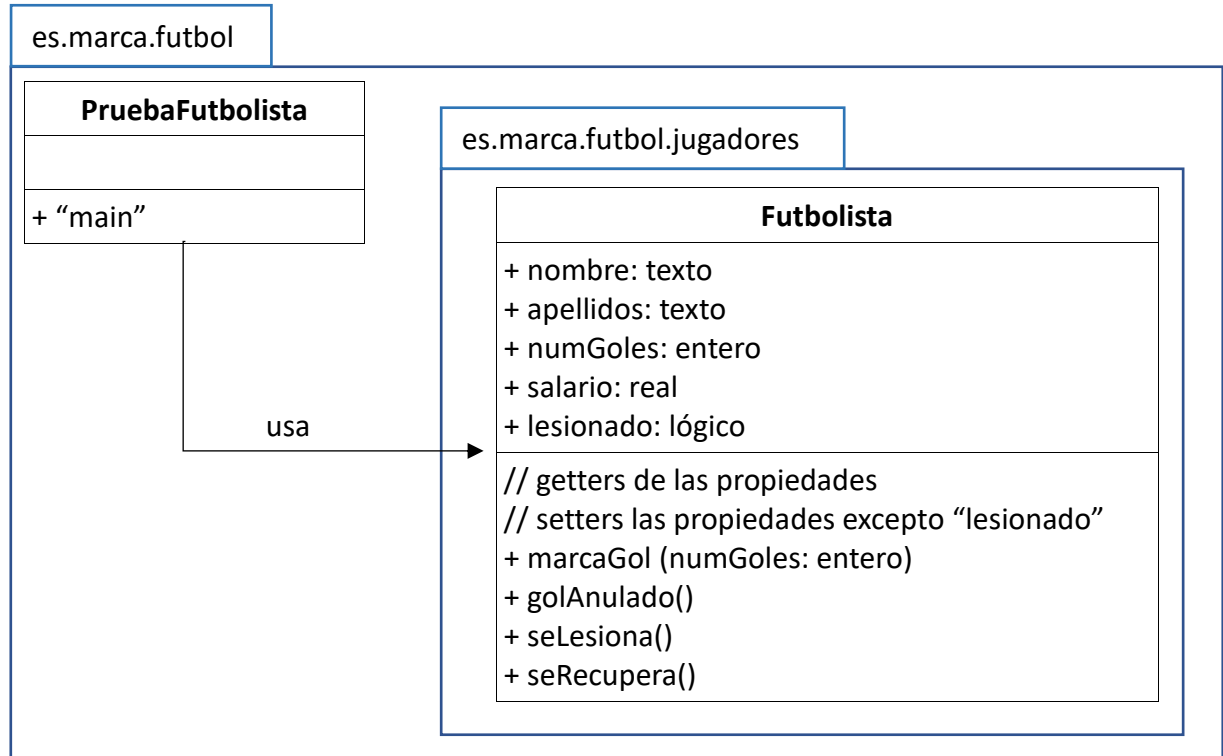 es.marca.futbol
PruebaFutbolista
+ “main”
usa
es.marca.futbol.jugadores
Futbolista
+ nombre: texto
+ apellidos: texto
+ numGoles: entero
+ salario: real
+ lesionado: lógico
// getters de las propiedades
// setters las propiedades excepto “lesionado”
+ marcaGol (numGoles: entero)
+ golAnulado()
+ seLesiona()
+ seRecupera()